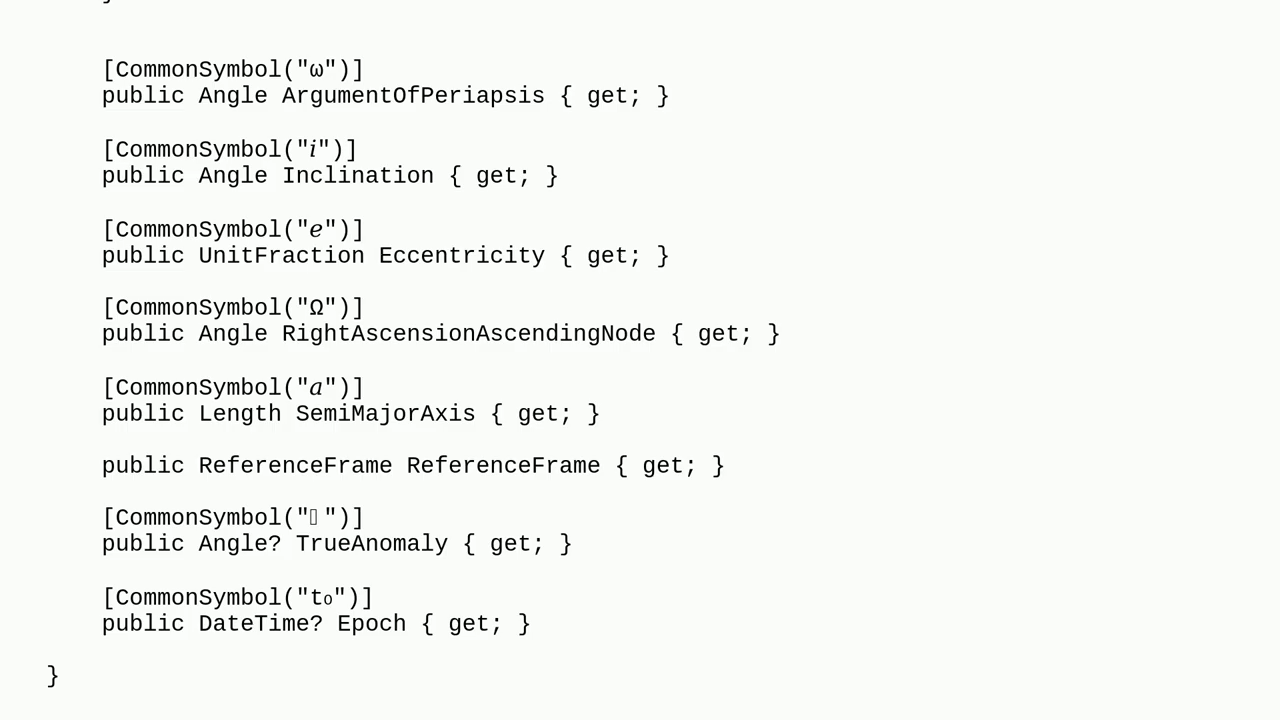 }
[CommonSymbol("ω")]
public Angle ArgumentOfPeriapsis { get; }
[CommonSymbol("𝑖")]
public Angle Inclination { get; }
[CommonSymbol("𝑒")]
public UnitFraction Eccentricity { get; }
[CommonSymbol("Ω")]
public Angle RightAscensionAscendingNode { get; }
[CommonSymbol("𝑎")]
public Length SemiMajorAxis { get; }
public ReferenceFrame ReferenceFrame { get; }
[CommonSymbol("▯")]
public Angle? TrueAnomaly { get; }
[CommonSymbol("t₀")]
public DateTime? Epoch { get; }
}